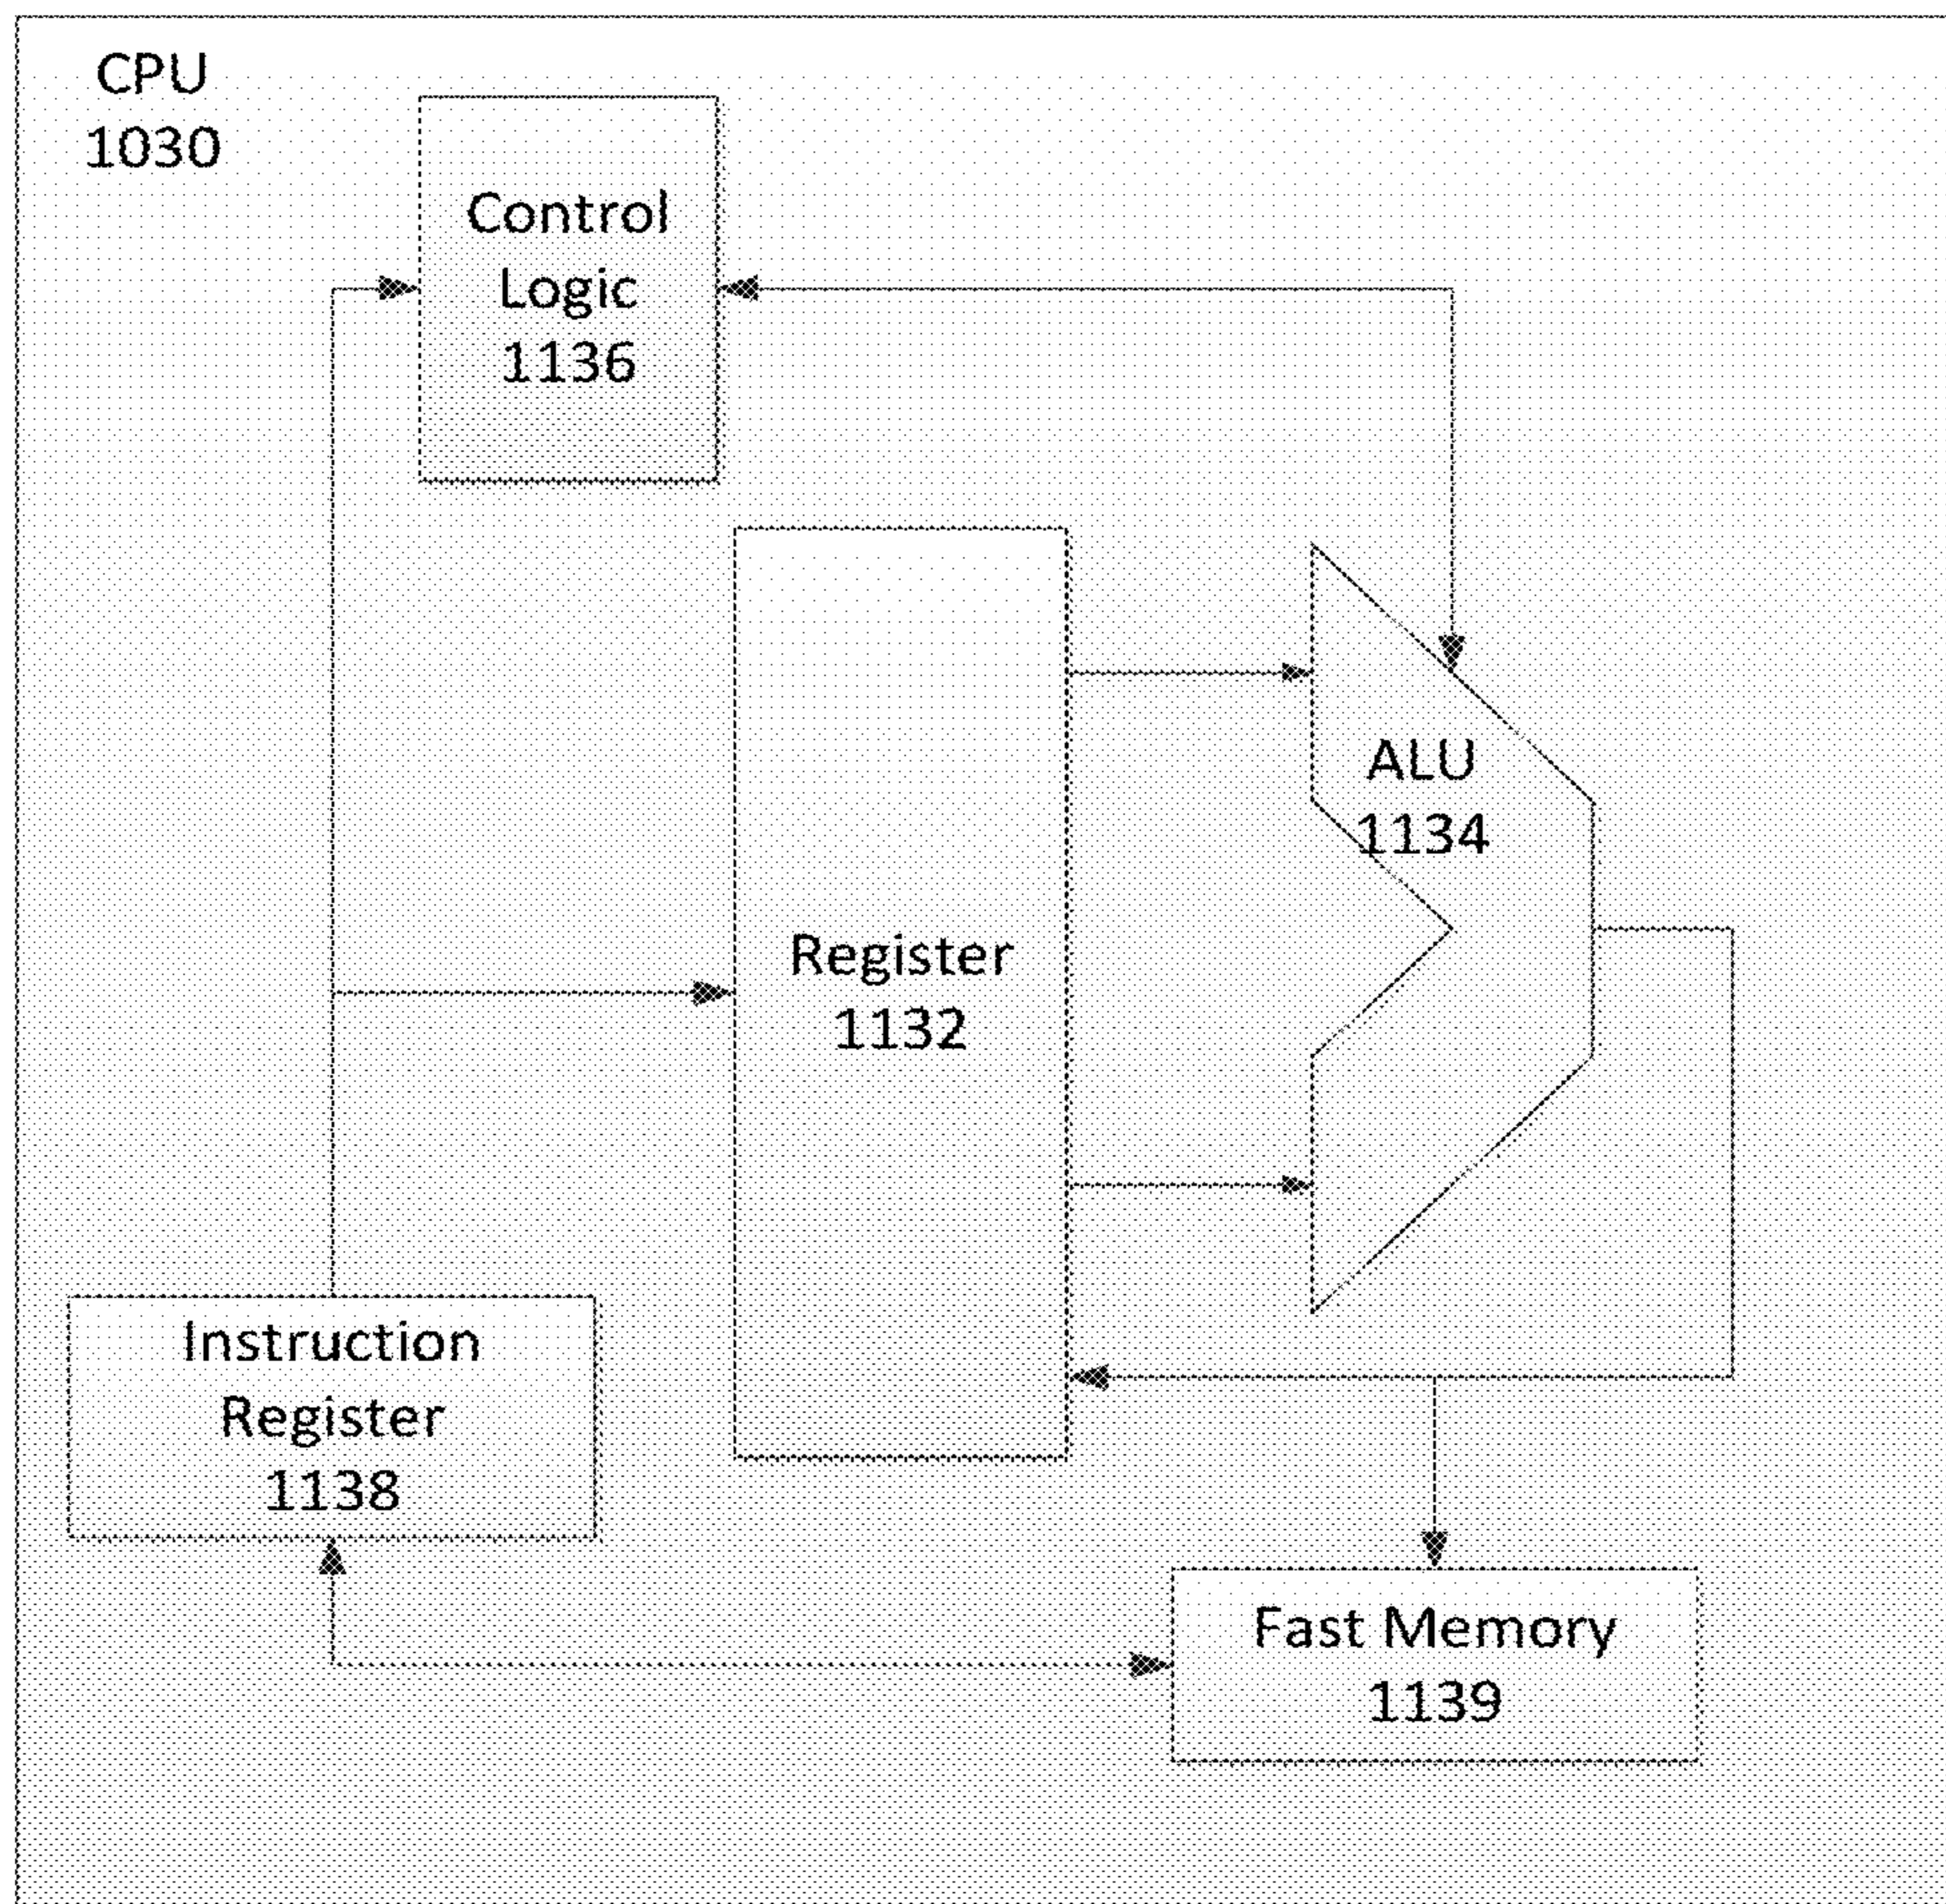 CPU
1030
Control
Logic
1136
ALU
1134
Register
1132
Instruction
Register
1138
Fast Memory
1139